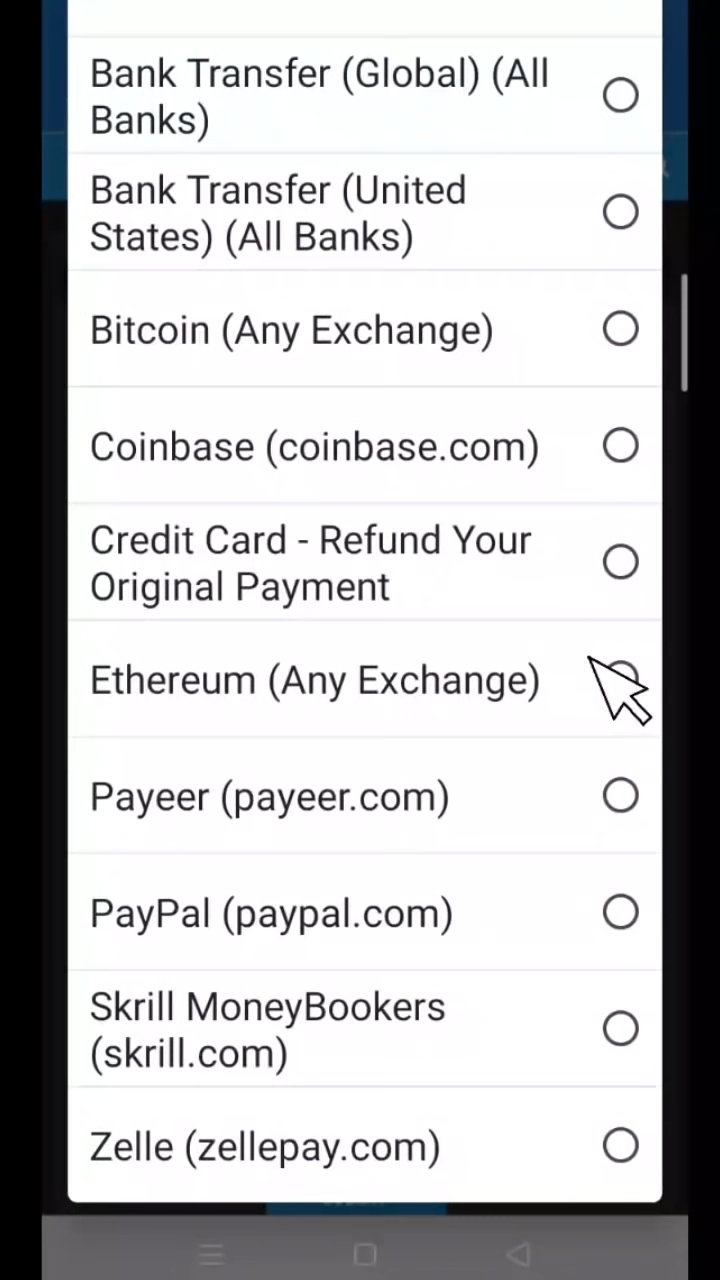 Bank Transfer (Global) (All
Banks)
Bank Transfer (United
States) (All Banks)
Bitcoin (Any Exchange)
Coinbase (coinbase.com)
Credit Card - Refund Your
Original Payment
Ethereum (Any Exchange)
Payeer (payeer.com)
PayPal (paypal.com)
Skrill MoneyBookers
(skrill.com)
Zelle (zellepay.com)